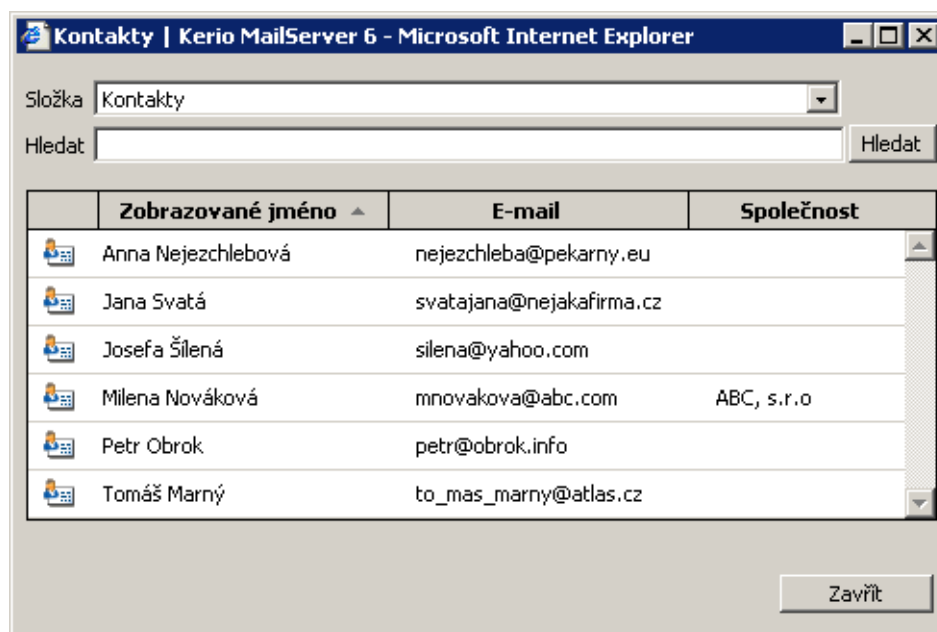 Kontakty | Kerio MailServer 6 - Microsoft Internet Explorer
Složka Kontakty
Hledat Hledat
Zobrazované jméno E-mail Společnost
Anna Nejezchlebová nejezchleba@pekarny.eu
Jana Svatá svatajana@nejakafirma.cz
Josefa Šílená silena@yahoo.com
Milena Nováková mnovakova@abc.com ABC, s.r.o
Petr Obrok petr@obrok.info
Tomáš Marný to_mas_marny@atlas.cz
Zavřít